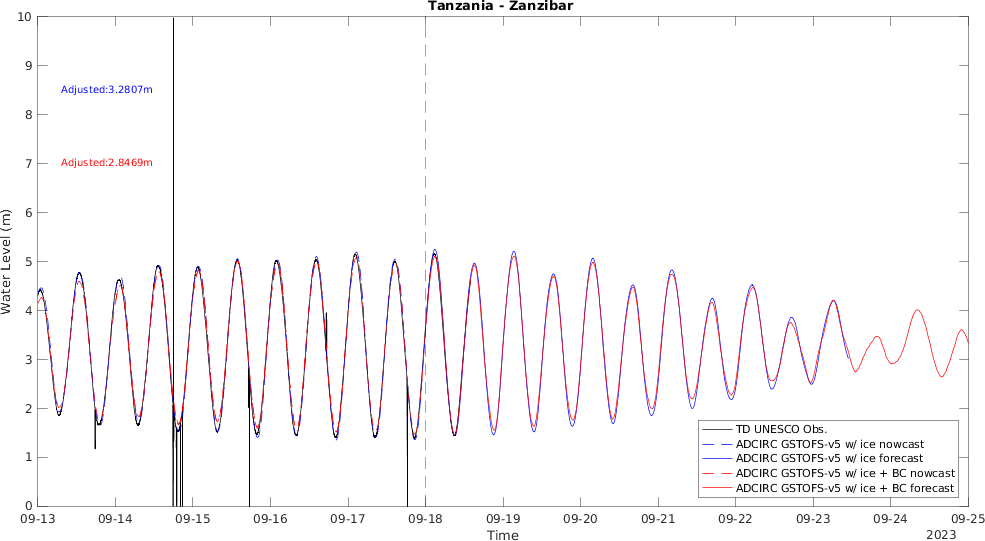 Tanzania - Zanzibar
10
9
8
7
6
5
4
3
2
1
0
Water Level (m)
Adjusted:3.2807m
Adjusted:2.8469m
TD UNESCO Obs.
ADCIRC GSTOFS-v5 w/ ice nowcast
ADCIRC GSTOFS-v5 w/ ice forecast
ADCIRC GSTOFS-v5 w/ ice + BC nowcast
ADCIRC GSTOFS-v5 w/ ice + BC forecast
09-13 09-14 09-15 09-16 09-17 09-18 09-19 09-20 09-21 09-22 09-23 09-24 09-25
Time
2023